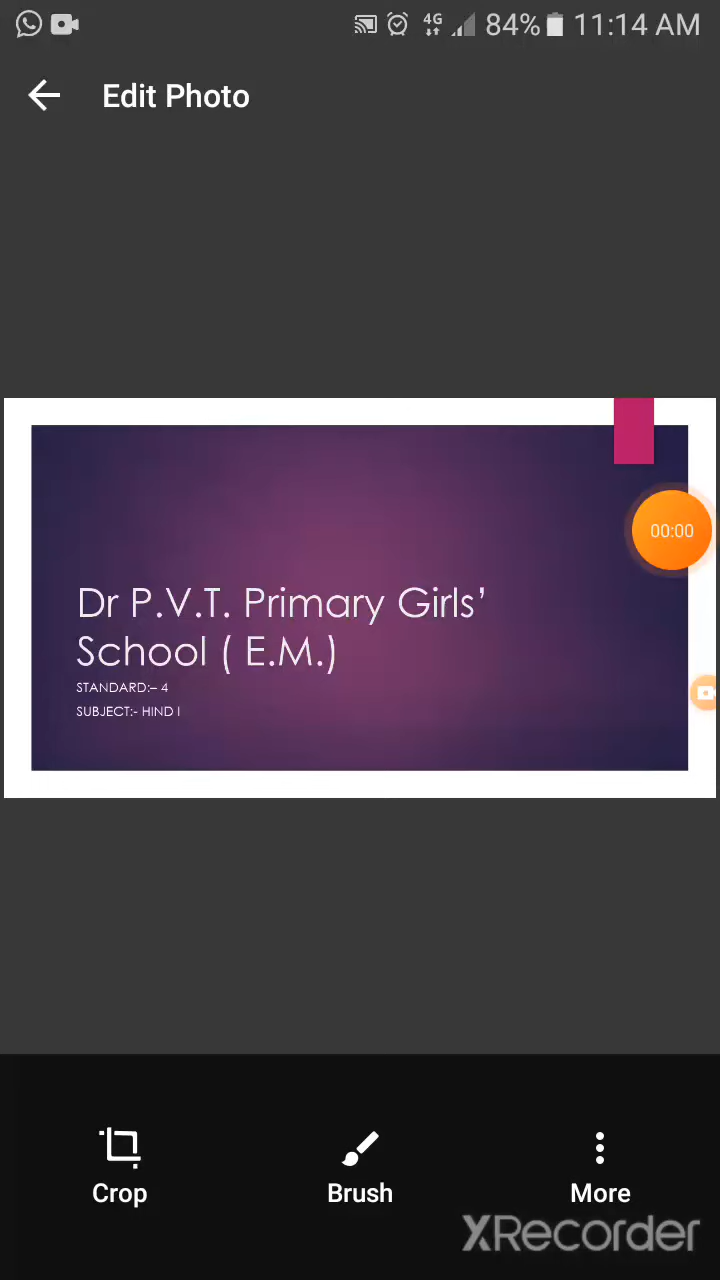 84% 11:14 AM
4G
Edit Photo
00:00
Dr P.V.T. Primary Girls’
School ( E.M.)
STANDARD:– 4
SUBJECT:- HIND I
Crop Brush More
XRecorder